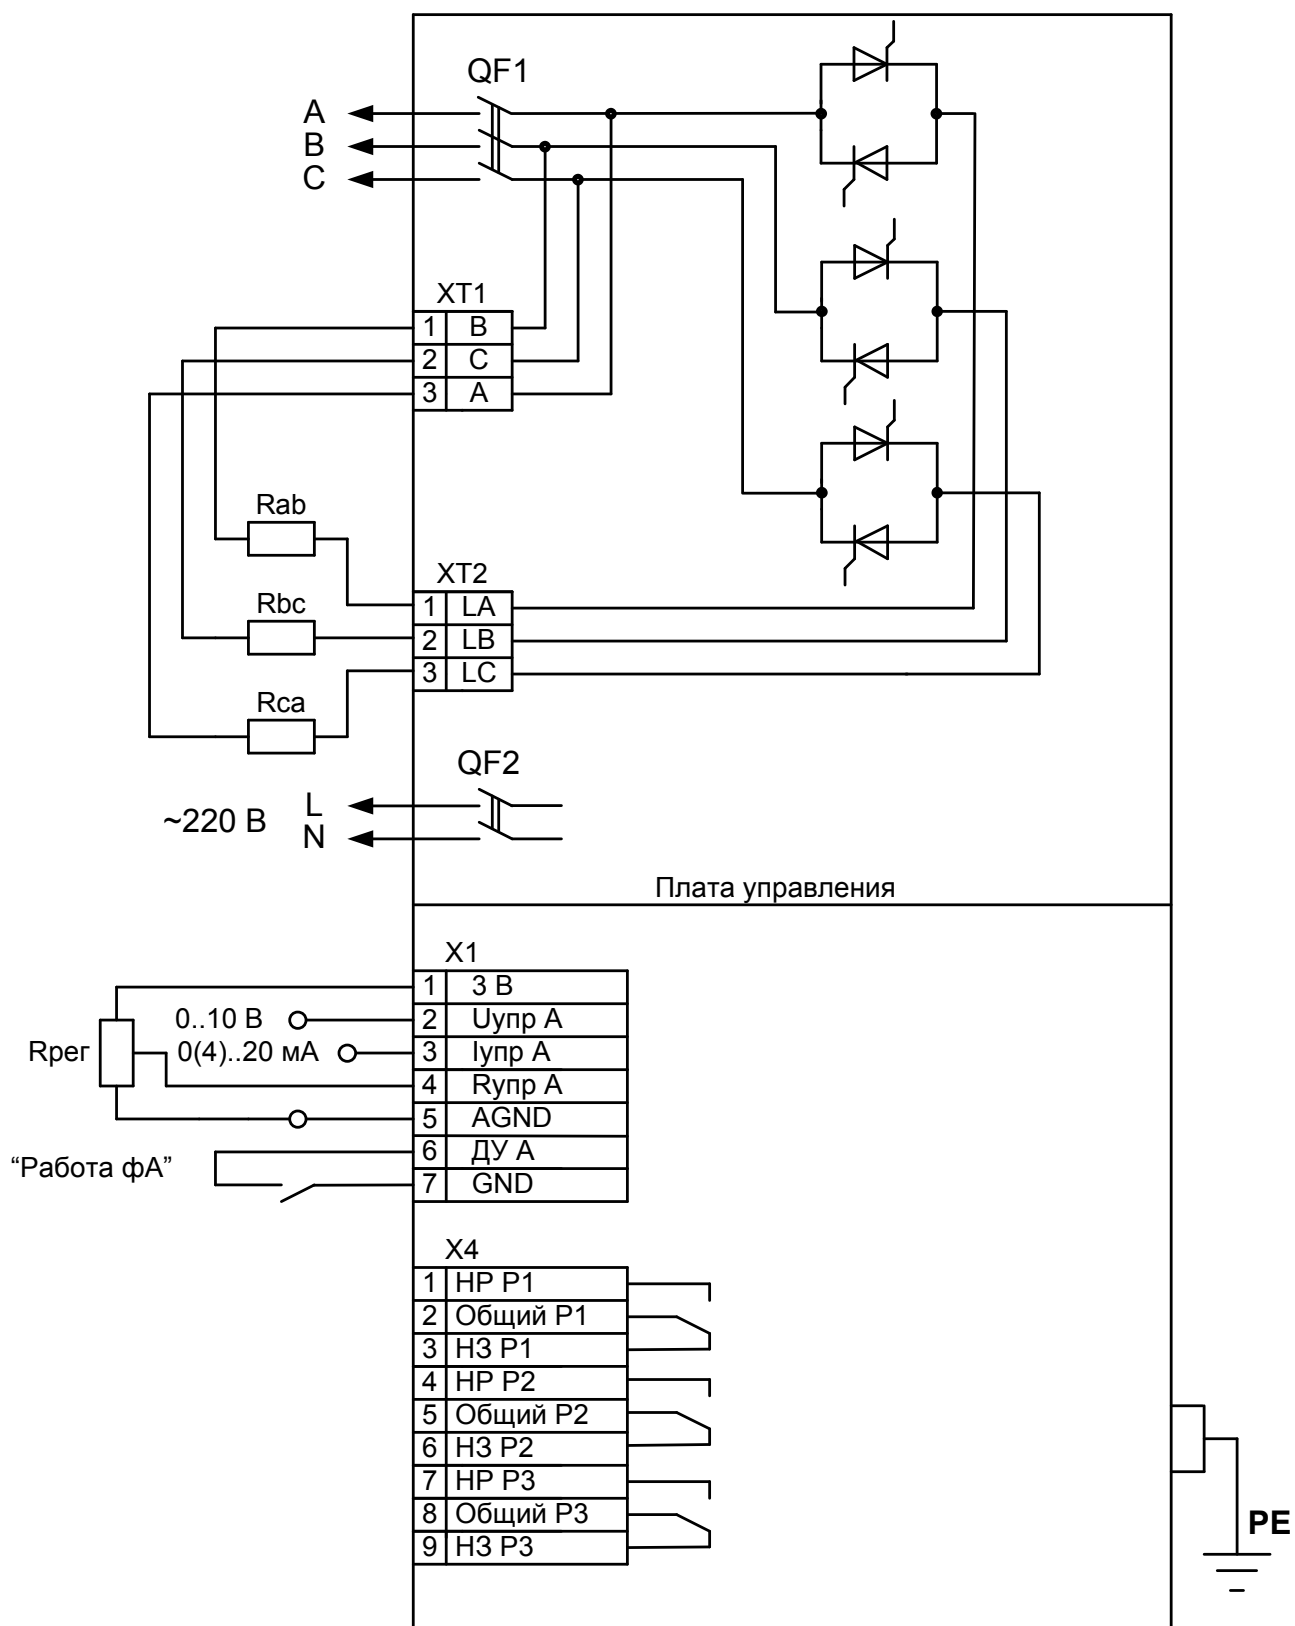 QF1
A
B
C
XT1
1 B
2 C
3 A
Rab
Rbc
Rca
XT2
1 LA
2 LB
3 LC
QF2
~220 В
L
N
Плата управления
X1
1 3 В
2 Uупр А
3 Iупр А
4 Rупр А
5 AGND
6 ДУ А
7 GND
0..10 В
0(4)..20 мА
Rрег
“Работа фА”
X4
1 НР Р1
2 Общий Р1
3 НЗ Р1
4 НР Р2
5 Общий Р2
6 НЗ Р2
7 НР Р3
8 Общий Р3
9 НЗ Р3
PE